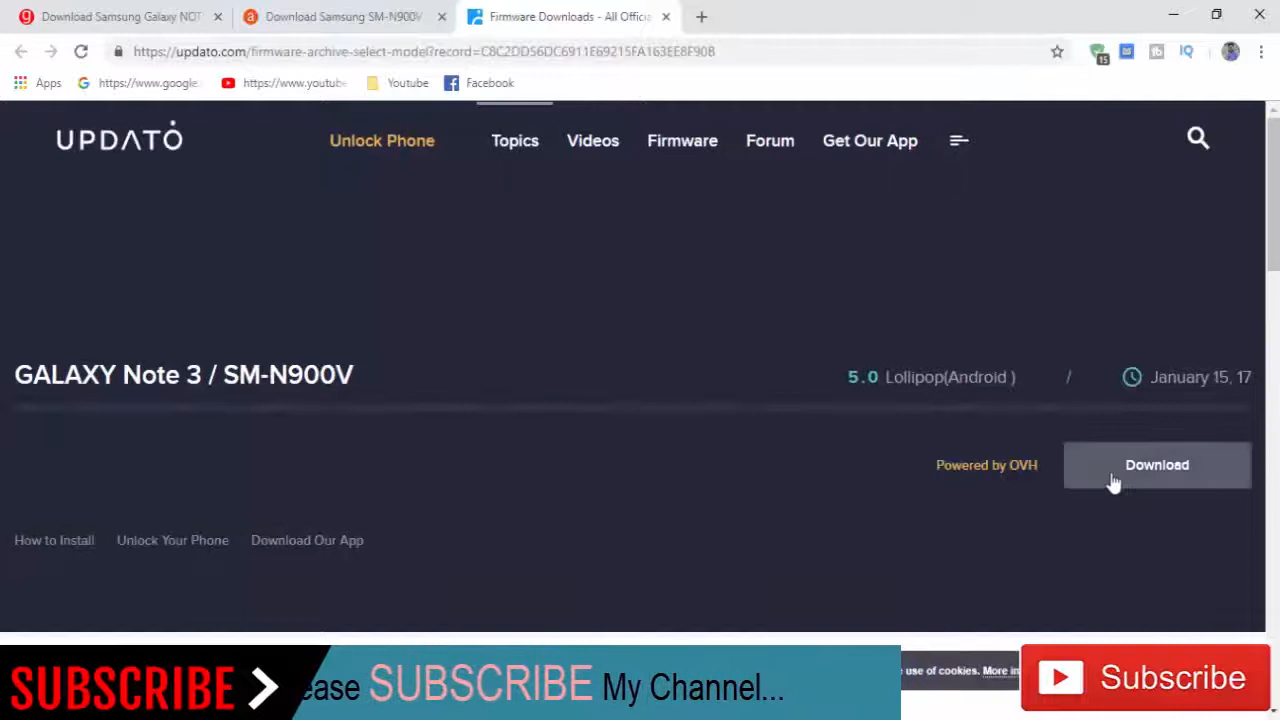 Download Samsung Galaxy NOT
Download Samsung SM-N900V
Firmware Downloads - All Offici
https://updato.com/firmware-archive-select-model?record=C8C2DD56DC6911E69215FA163EE8F90B
15
Apps
https://www.google
https://www.youtube
Youtube
Facebook
UPDATO
Unlock Phone
Topics
Videos
Firmware
Forum
Get Our App
GALAXY Note 3 / SM-N900V
5.0 Lollipop(Android ) / January 15, 17
Powered by OVH
Download
How to Install
Unlock Your Phone
Download Our App
SUBSCRIBE
ease SUBSCRIBE My Channel...
e use of cookies. More in
Subscribe